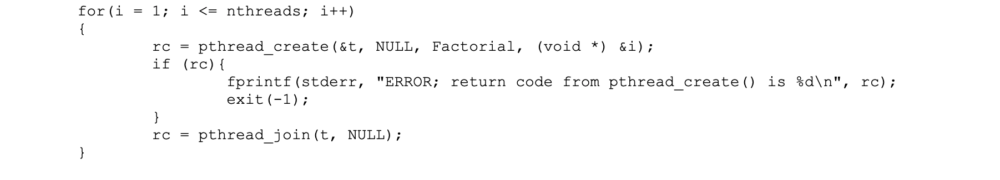 for(i = 1; i <= nthreads; i++)
{
rc = pthread_create(&t, NULL, Factorial, (void *) &i);
if (rc){
fprintf(stderr, "ERROR; return code from pthread_create() is %d\n", rc);
exit(-1);
}
rc = pthread_join(t, NULL);
}